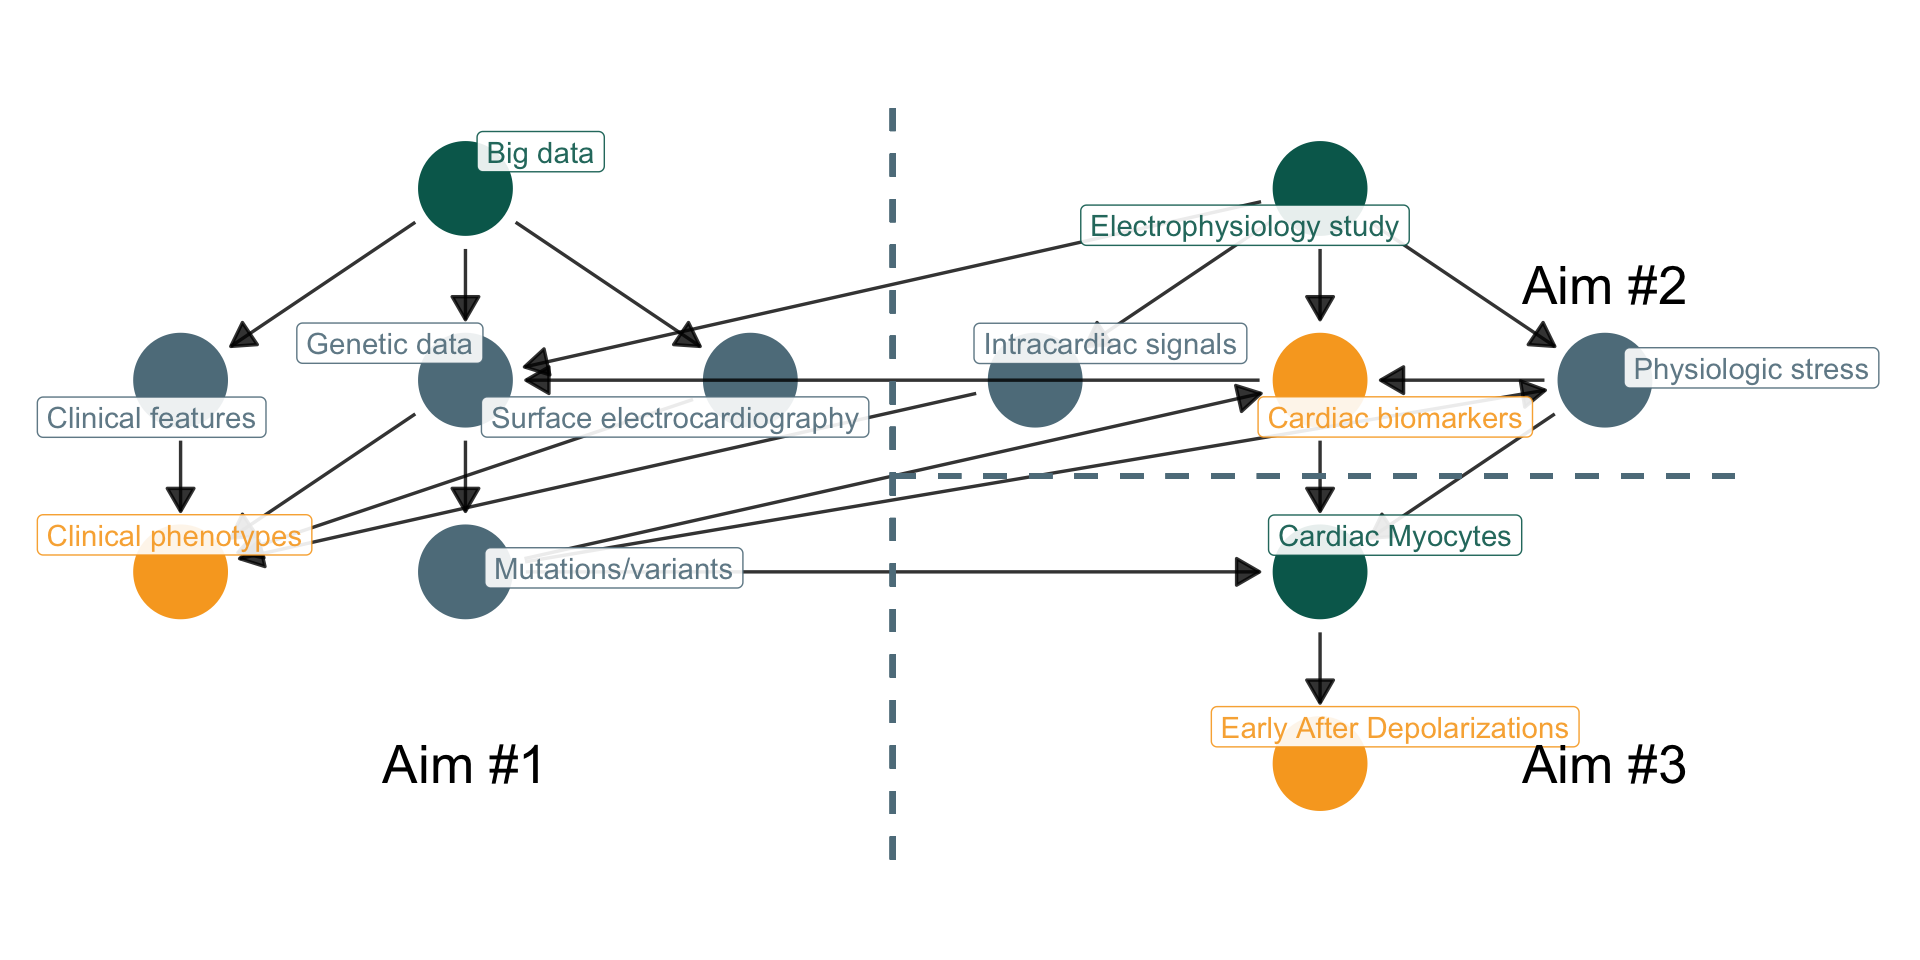 Big data
Electrophysiology study
Aim #2
Genetic data
Intracardiac signals
Physiologic stress
Clinical features
Surface electrocardiography
Cardiac biomarkers
Clinical phenotypes
Cardiac Myocytes
Mutations/variants
Early After Depolarizations
Aim #1
Aim #3